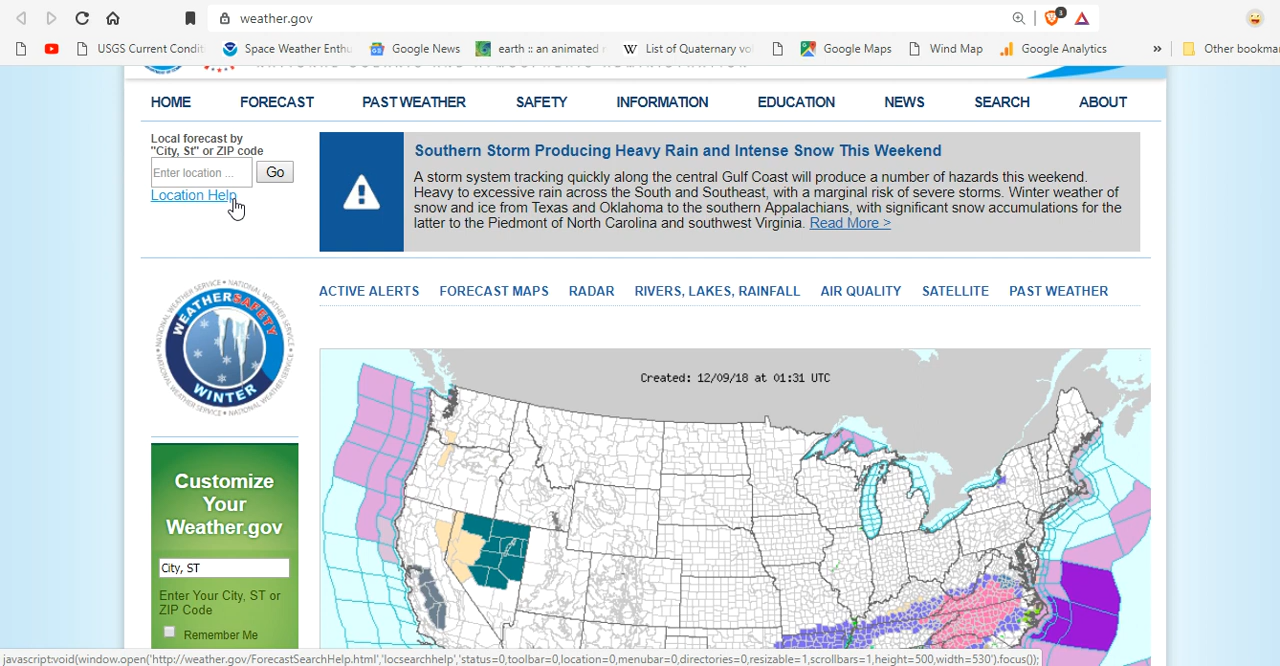 weather.gov
3
USGS Current Condit
Space Weather Enthu
Google News
earth :: an animated
List of Quaternary vo
Google Maps
Wind Map
Google Analytics
»
Other bookma
HOME
FORECAST
PAST WEATHER
SAFETY
INFORMATION
EDUCATION
NEWS
SEARCH
ABOUT
Local forecast by
"City, St" or ZIP code
Enter location ...
Go
Location Help
Southern Storm Producing Heavy Rain and Intense Snow This Weekend
A storm system tracking quickly along the central Gulf Coast will produce a number of hazards this weekend.
Heavy to excessive rain across the South and Southeast, with a marginal risk of severe storms. Winter weather of
snow and ice from Texas and Oklahoma to the southern Appalachians, with significant snow accumulations for the
latter to the Piedmont of North Carolina and southwest Virginia. Read More >
NATIONAL WEATHER SERVICE
WEATHER SAFETY
WINTER
ACTIVE ALERTS
FORECAST MAPS
RADAR
RIVERS, LAKES, RAINFALL
AIR QUALITY
SATELLITE
PAST WEATHER
Created: 12/09/18 at 01:31 UTC
Customize
Your
Weather.gov
City, ST
Enter Your City, ST or
ZIP Code
Remember Me
javascript:void(window.open('http://weather.gov/ForecastSearchHelp.html','locsearchhelp','status=0,toolbar=0,location=0,menubar=0,directories=0,resizable=1,scrollbars=1,height=500,width=530').focus());